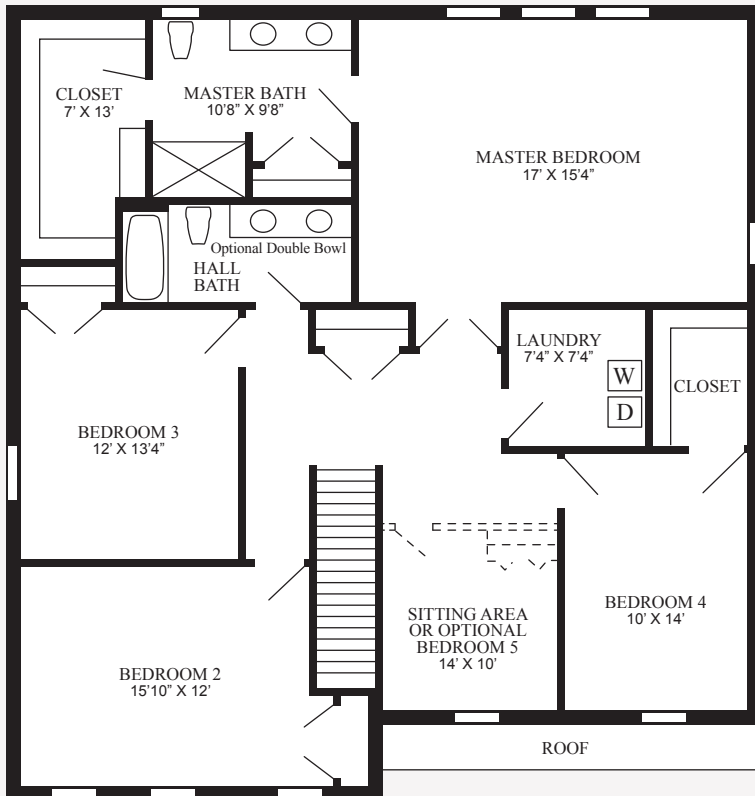 CLOSET
7’ X 13’
MASTER BATH
10’8” X 9’8”
MASTER BEDROOM
17’ X 15’4”
Optional Double Bowl
HALL
BATH
LAUNDRY
7’4” X 7’4”
W
D
CLOSET
BEDROOM 3
12’ X 13’4”
BEDROOM 4
10’ X 14’
SITTING AREA
OR OPTIONAL
BEDROOM 5
14’ X 10’
BEDROOM 2
15’10” X 12’
ROOF